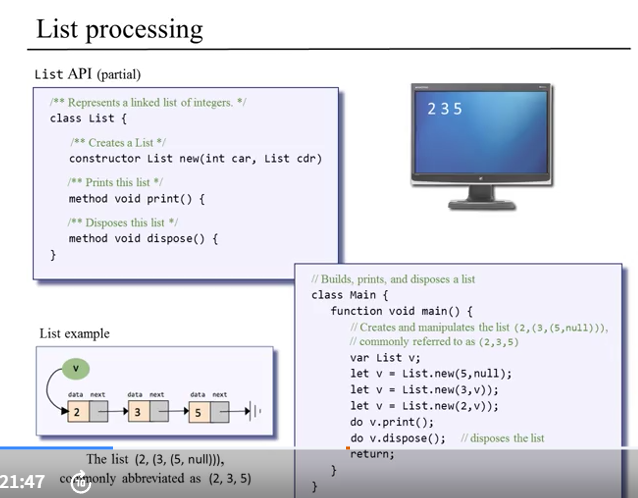 List processing
List API (partial)
/** Represents a linked list of integers. */
class List {
/** Creates a List */
constructor List new(int car, List cdr)
/** Prints this list */
method void print() {
/** Disposes this list */
method void dispose() {
}
2 3 5
// Builds, prints, and disposes a list
class Main {
function void main() {
// Creates and manipulates the list (2,(3,(5,null))),
// commonly referred to as (2,3,5)
var List v;
let v = List.new(5,null);
let v = List.new(3,v));
let v = List.new(2,v));
do v.print();
do v.dispose(); // disposes the list
return;
}
}
List example
v
data next data next data next
2 3 5
The list (2, (3, (5, null))),
commonly abbreviated as (2, 3, 5)
21:47
10